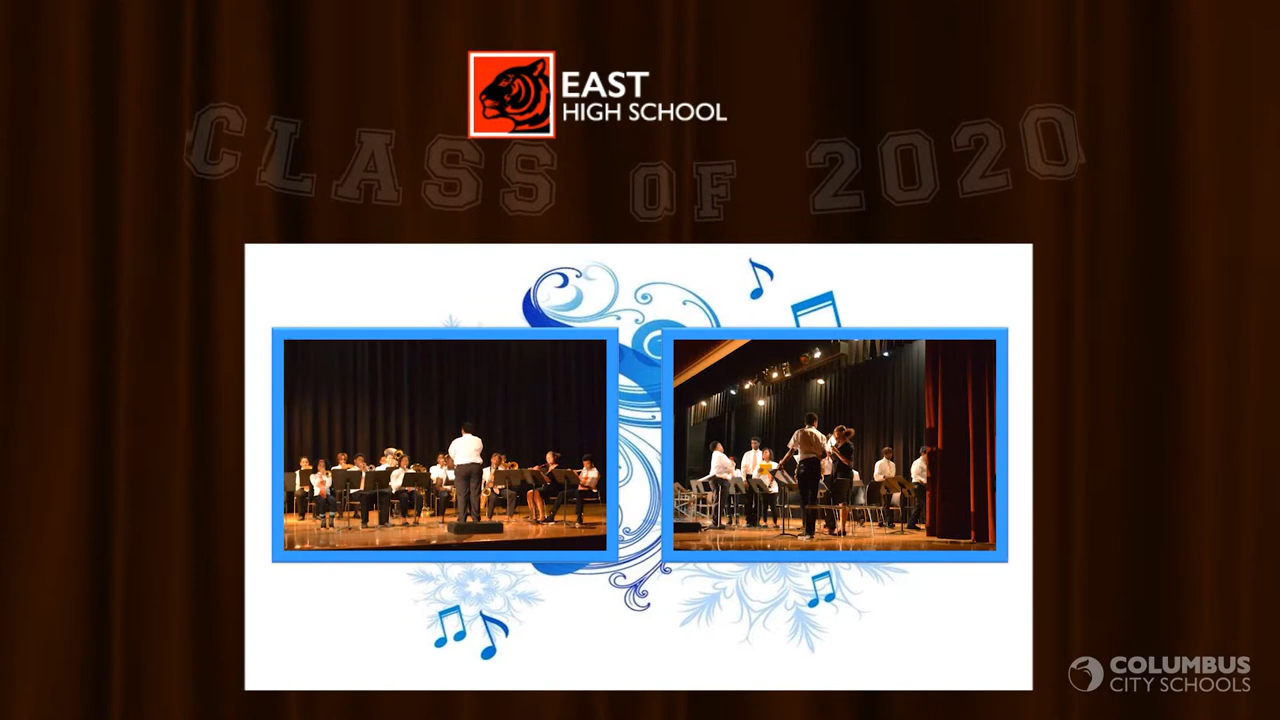 EAST
HIGH SCHOOL
CLASS OF 2020
COLUMBUS
CITY SCHOOLS